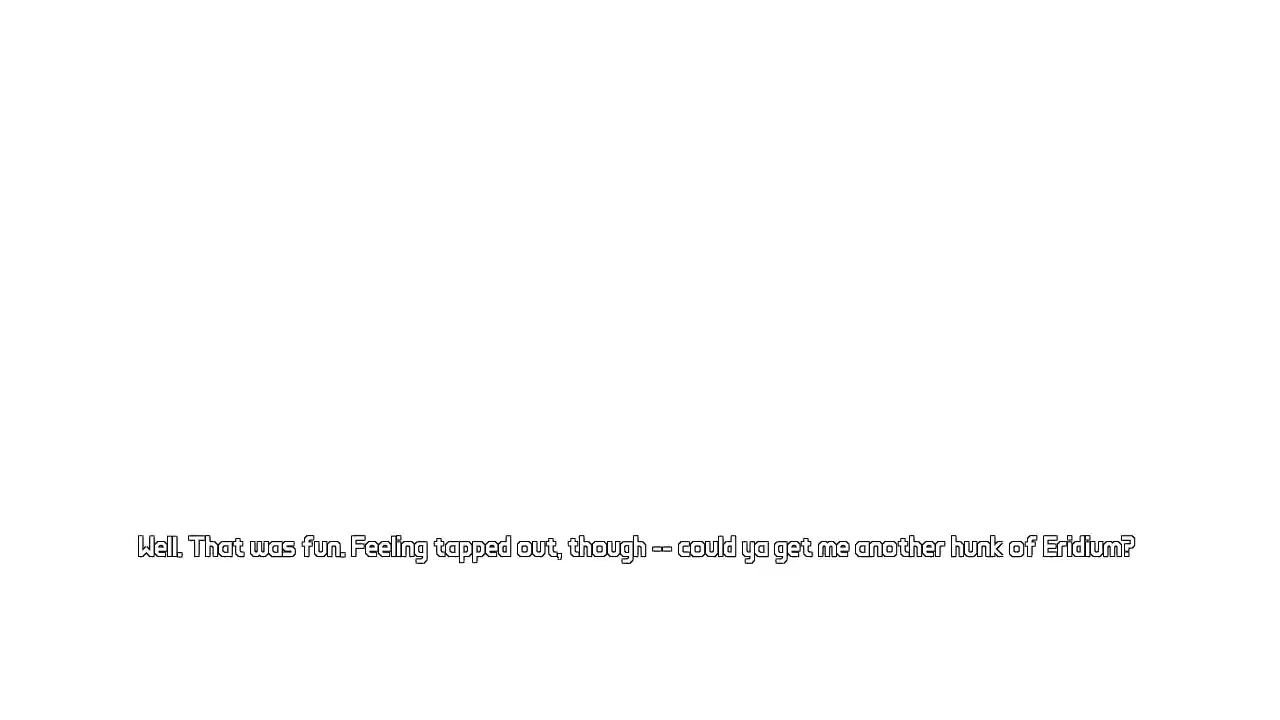 Well. That was fun. Feeling tapped out, though -- could ya get me another hunk of Eridium?